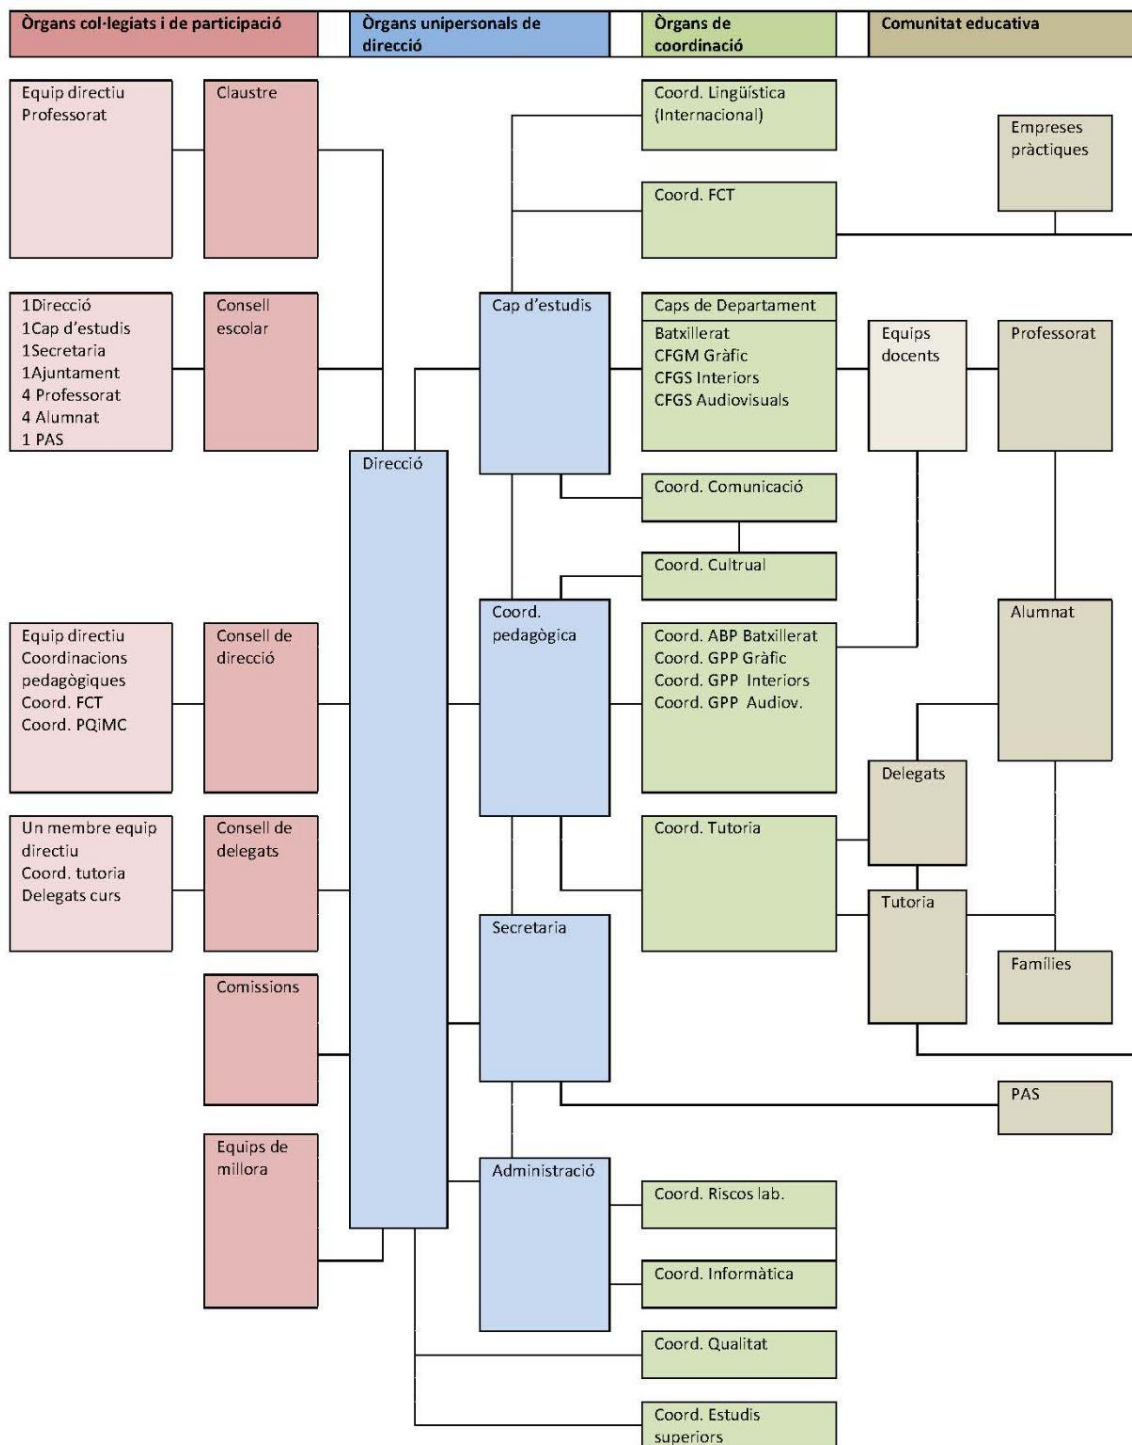 Òrgans col·legiats i de participació
Òrgans unipersonals de
direcció
Òrgans de
coordinació
Comunitat educativa
Equip directiu
Professorat
Claustre
Coord. Lingüística
(Internacional)
Empreses
pràctiques
Coord. FCT
1Direcció
1Cap d'estudis
1Secretaria
1Ajuntament
4 Professorat
4 Alumnat
1 PAS
Consell
escolar
Cap d'estudis
Caps de Departament
Batxillerat
CFGM Gràfic
CFGS Interiors
CFGS Audiovisuals
Equips
docents
Professorat
Direcció
Coord. Comunicació
Coord. Cultrual
Equip directiu
Coordinacions
pedagògiques
Coord. FCT
Coord. PQiMC
Consell de
direcció
Coord.
pedagògica
Coord. ABP Batxillerat
Coord. GPP Gràfic
Coord. GPP  Interiors
Coord. GPP  Audiov.
Alumnat
Delegats
Un membre equip
directiu
Coord. tutoria
Delegats curs
Consell de
delegats
Coord. Tutoria
Tutoria
Secretaria
Famílies
Comissions
PAS
Equips de
millora
Administració
Coord. Riscos lab.
Coord. Informàtica
Coord. Qualitat
Coord. Estudis
superiors